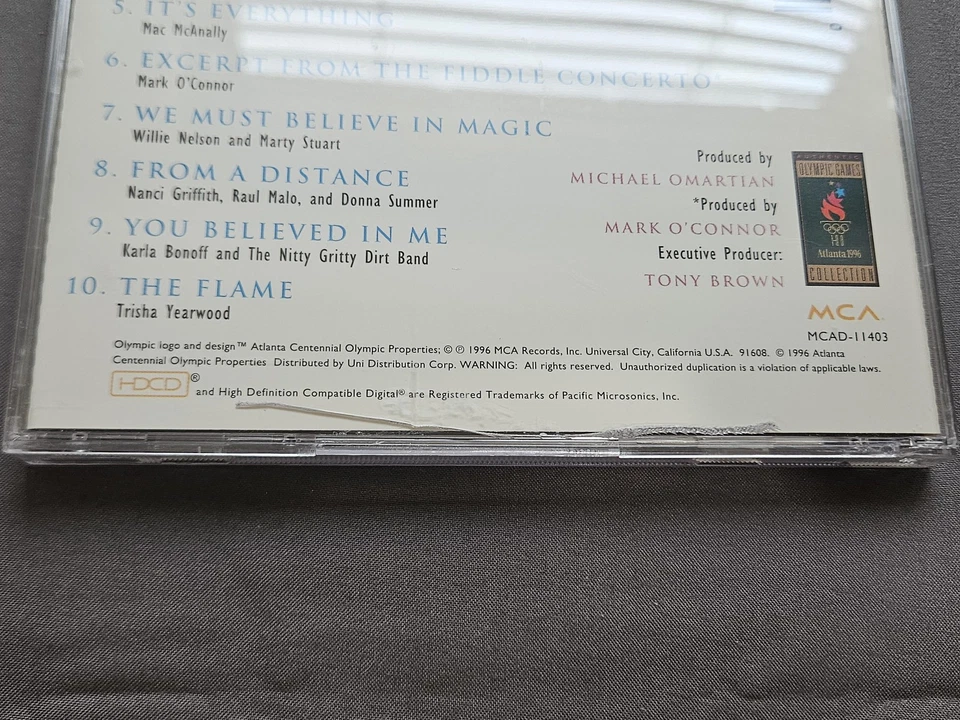 5. IT'S EVERYTHING
Mac McAnally
6. EXCERPT FROM THE FIDDLE CONCERTO*
Mark O'Connor
7. WE MUST BELIEVE IN MAGIC
Willie Nelson and Marty Stuart
8. FROM A DISTANCE
Nanci Griffith, Raul Malo, and Donna Summer
9. YOU BELIEVED IN ME
Karla Bonoff and The Nitty Gritty Dirt Band
10. THE FLAME
Trisha Yearwood
Produced by
MICHAEL OMARTIAN
*Produced by
MARK O'CONNOR
Executive Producer:
TONY BROWN
AUTHENTIC
OLYMPIC GAMES
Atlanta 1996
COLLECTION
MCA
MCAD-11403
Olympic logo and design™ Atlanta Centennial Olympic Properties; © ℗ 1996 MCA Records, Inc. Universal City, California U.S.A. 91608. © 1996 Atlanta
Centennial Olympic Properties Distributed by Uni Distribution Corp. WARNING: All rights reserved. Unauthorized duplication is a violation of applicable laws.
HDCD® and High Definition Compatible Digital® are Registered Trademarks of Pacific Microsonics, Inc.